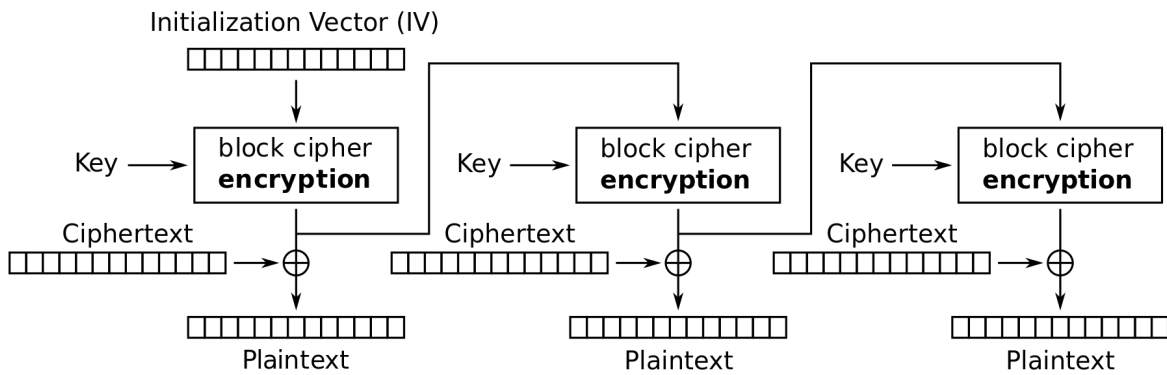 Initialization Vector (IV)
Key
block cipher
encryption
Key
block cipher
encryption
Key
block cipher
encryption
Ciphertext
Ciphertext
Ciphertext
Plaintext
Plaintext
Plaintext